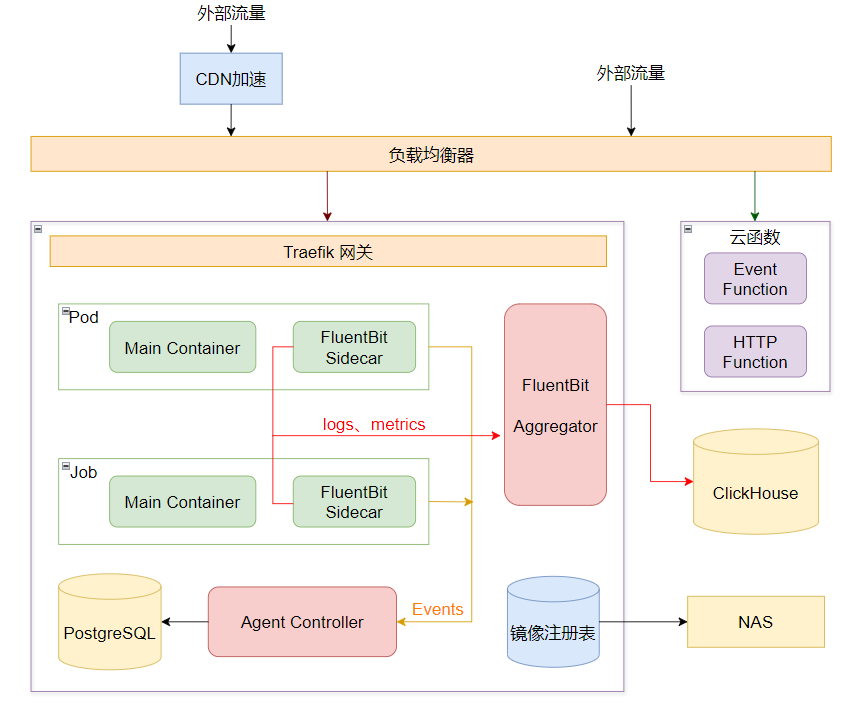 外部流量
CDN加速
外部流量
负载均衡器
Traefik 网关
云函数
Event
Function
HTTP
Function
Pod
Main Container
FluentBit
Sidecar
FluentBit
Aggregator
logs、metrics
Job
Main Container
FluentBit
Sidecar
ClickHouse
PostgreSQL
Agent Controller
Events
镜像注册表
NAS